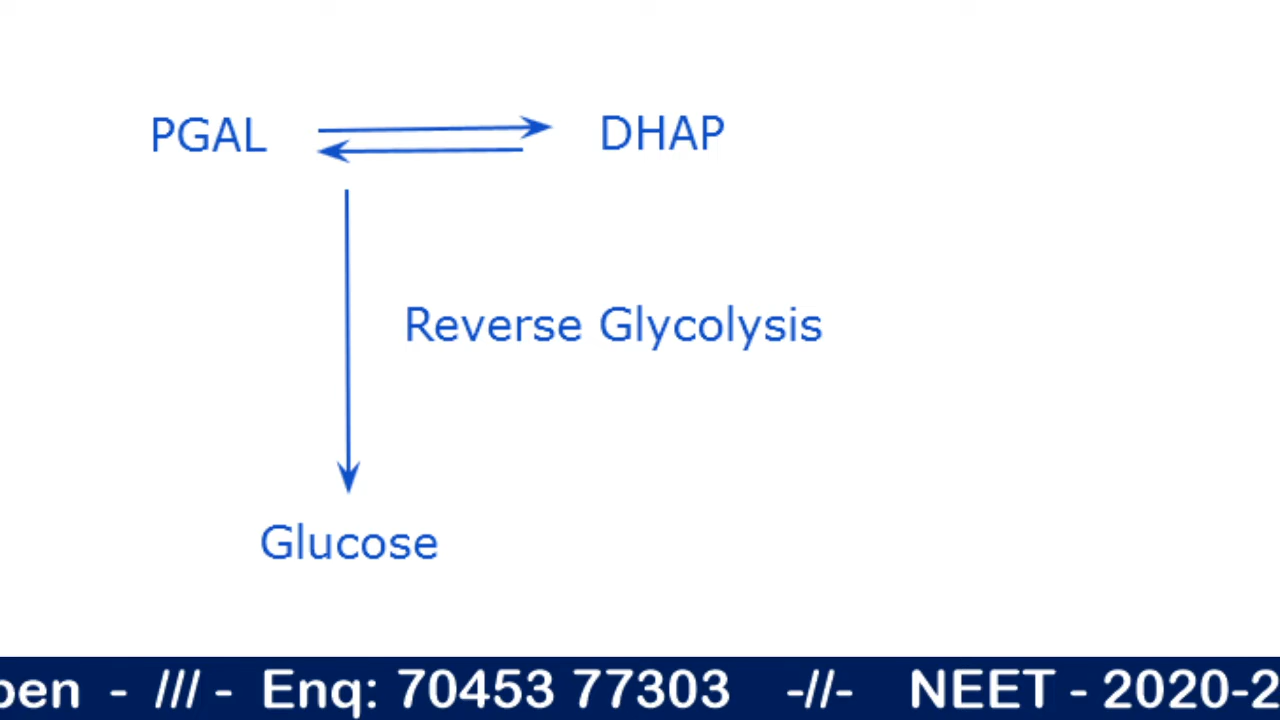 PGAL DHAP
Reverse Glycolysis
Glucose
- /// - Enq: 70453 77303 -//- NEET - 2020-2